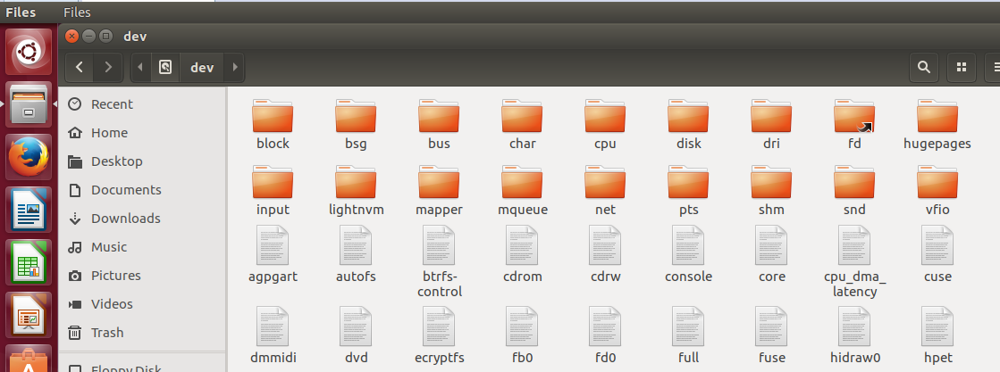 Files Files
dev
dev
Recent
Home
Desktop
Documents
Downloads
Music
Pictures
Videos
Trash
Floppy Disk
block bsg bus char cpu disk dri fd hugepages
input lightnvm mapper mqueue net pts shm snd vfio
agpgart autofs btrfs- cdrom cdrw console core cpu_dma_ cuse
control latency
dmmidi dvd ecryptfs fb0 fd0 full fuse hidraw0 hpet